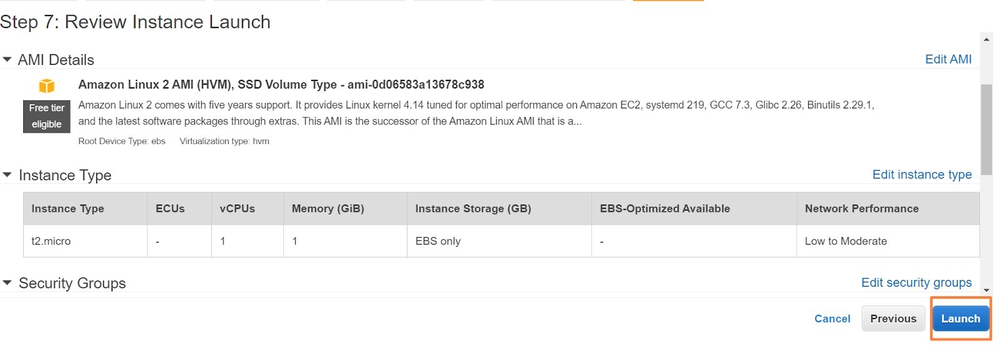 Step 7: Review Instance Launch
AMI Details
Edit AMI
Amazon Linux 2 AMI (HVM), SSD Volume Type - ami-0d06583a13678c938
Free tier
eligible
Amazon Linux 2 comes with five years support. It provides Linux kernel 4.14 tuned for optimal performance on Amazon EC2, systemd 219, GCC 7.3, Glibc 2.26, Binutils 2.29.1,
and the latest software packages through extras. This AMI is the successor of the Amazon Linux AMI that is a...
Root Device Type: ebs Virtualization type: hvm
Instance Type
Edit instance type
Instance Type ECUs vCPUs Memory (GiB) Instance Storage (GB) EBS-Optimized Available Network Performance
t2.micro - 1 1 EBS only - Low to Moderate
Security Groups
Edit security groups
Cancel Previous Launch